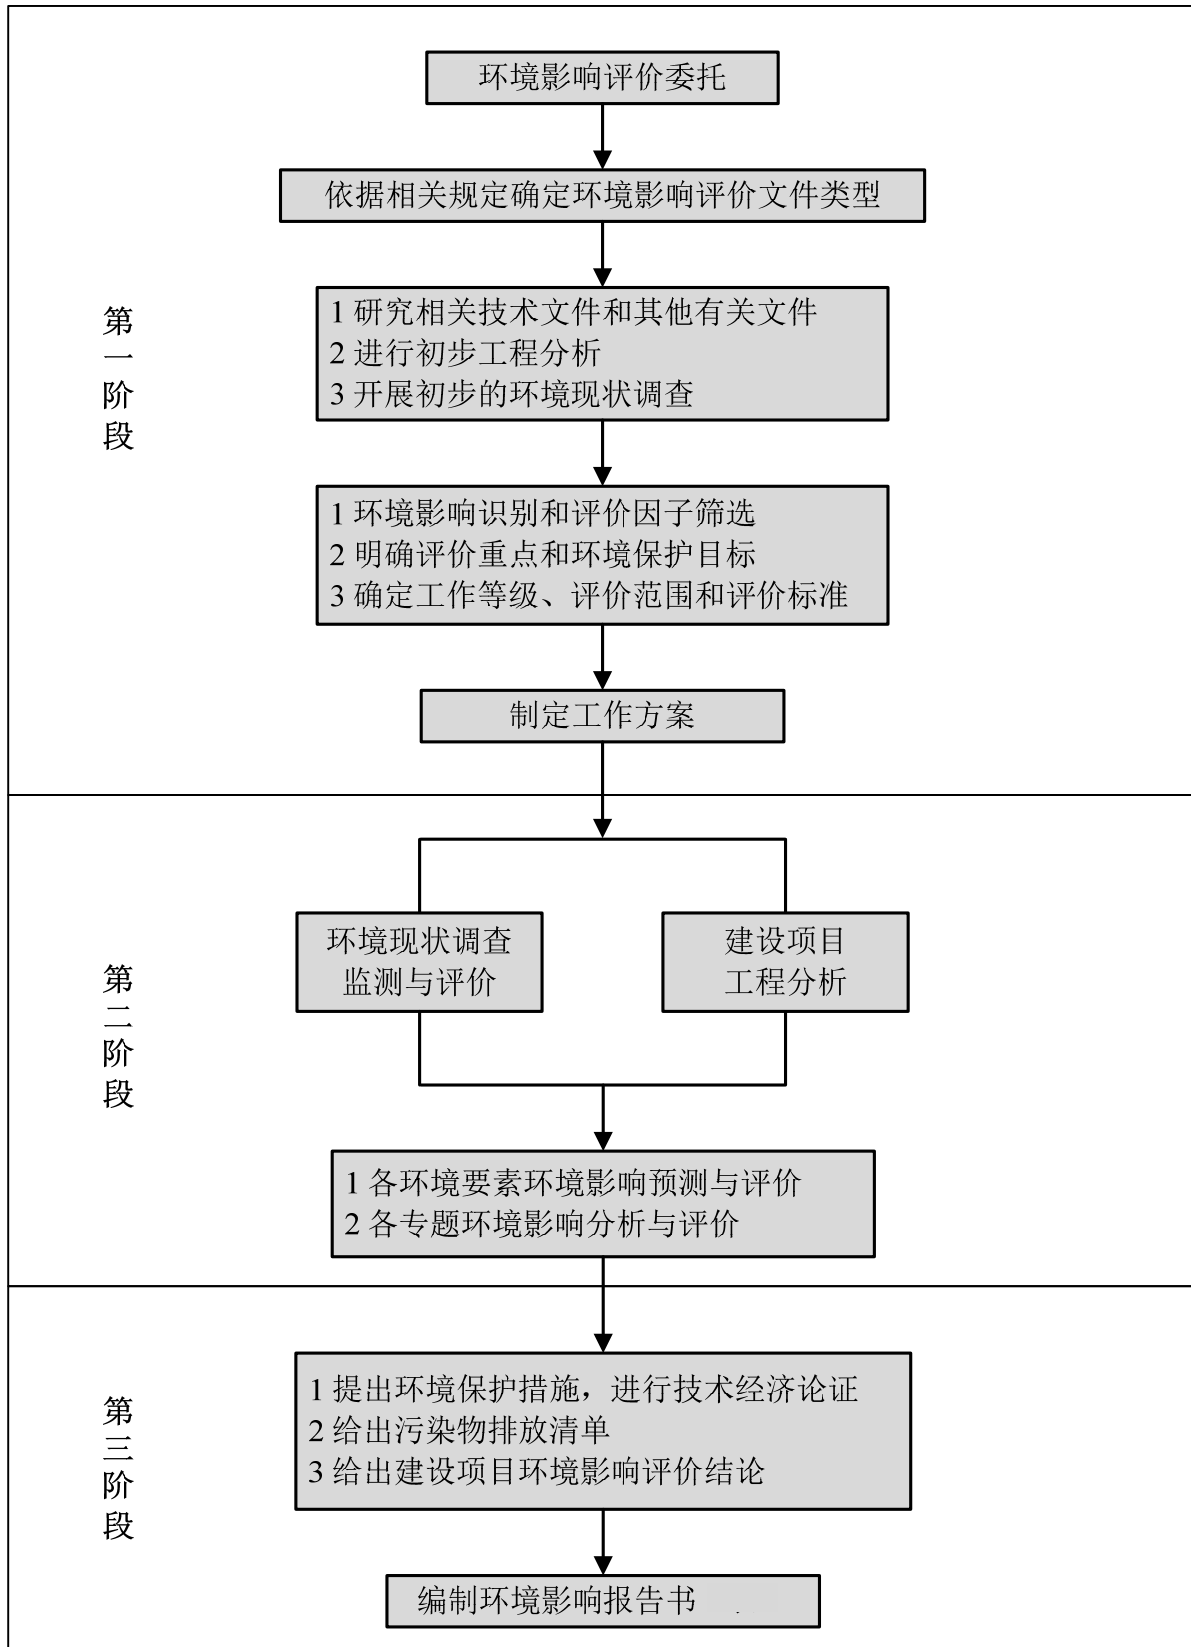 环境影响评价委托
依据相关规定确定环境影响评价文件类型
第一阶段
1 研究相关技术文件和其他有关文件
2 进行初步工程分析
3 开展初步的环境现状调查
1 环境影响识别和评价因子筛选
2 明确评价重点和环境保护目标
3 确定工作等级、评价范围和评价标准
制定工作方案
第二阶段
环境现状调查
监测与评价
建设项目
工程分析
1 各环境要素环境影响预测与评价
2 各专题环境影响分析与评价
第三阶段
1 提出环境保护措施，进行技术经济论证
2 给出污染物排放清单
3 给出建设项目环境影响评价结论
编制环境影响报告书